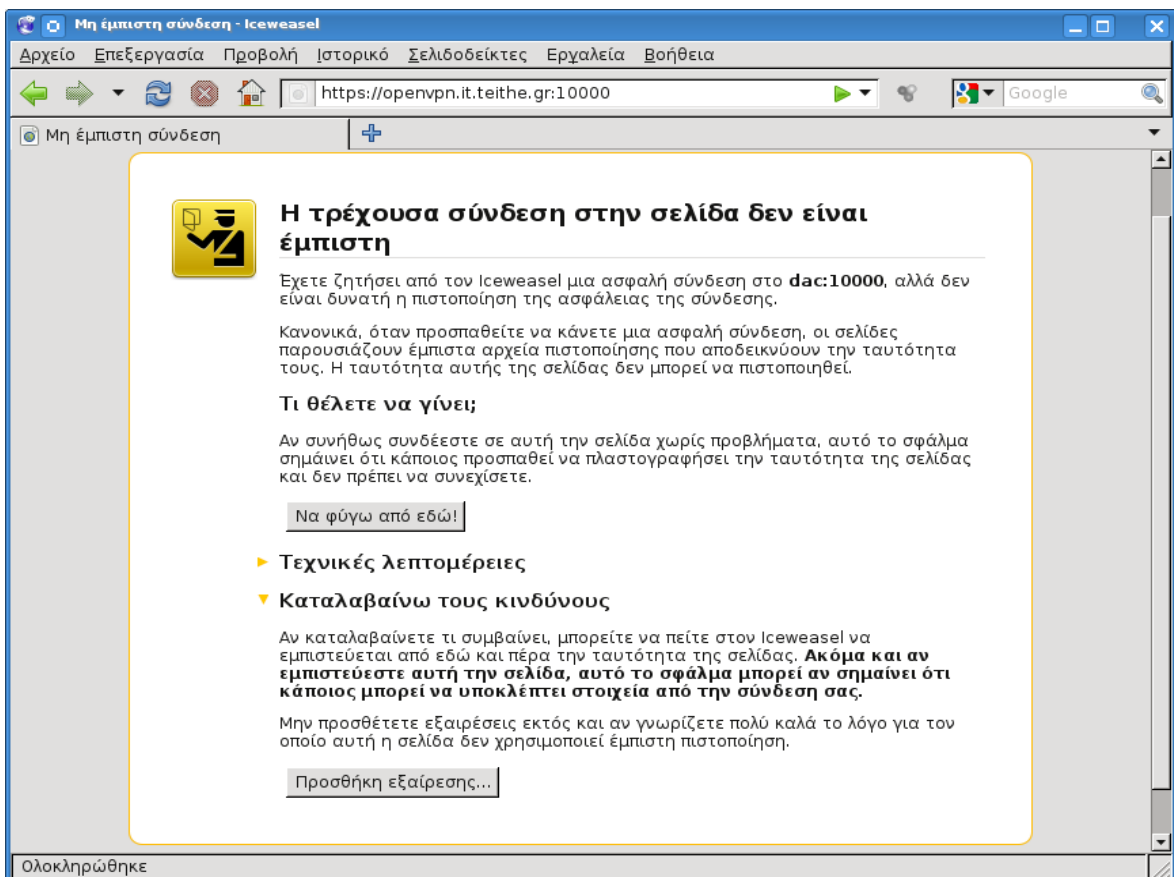 Μη έμπιστη σύνδεση - Iceweasel
Αρχείο Επεξεργασία Προβολή Ιστορικό Σελιδοδείκτες Εργαλεία Βοήθεια
https://openvpn.it.teithe.gr:10000 Google
Μη έμπιστη σύνδεση
Η τρέχουσα σύνδεση στην σελίδα δεν είναι
έμπιστη
Έχετε ζητήσει από τον Iceweasel μια ασφαλή σύνδεση στο dac:10000, αλλά δεν
είναι δυνατή η πιστοποίηση της ασφάλειας της σύνδεσης.
Κανονικά, όταν προσπαθείτε να κάνετε μια ασφαλή σύνδεση, οι σελίδες
παρουσιάζουν έμπιστα αρχεία πιστοποίησης που αποδεικνύουν την ταυτότητα
τους. Η ταυτότητα αυτής της σελίδας δεν μπορεί να πιστοποιηθεί.
Τι θέλετε να γίνει;
Αν συνήθως συνδέεστε σε αυτή την σελίδα χωρίς προβλήματα, αυτό το σφάλμα
σημάινει ότι κάποιος προσπαθεί να πλαστογραφήσει την ταυτότητα της σελίδας
και δεν πρέπει να συνεχίσετε.
Να φύγω από εδώ!
Τεχνικές λεπτομέρειες
Καταλαβαίνω τους κινδύνους
Αν καταλαβαίνετε τι συμβαίνει, μπορείτε να πείτε στον Iceweasel να
εμπιστεύεται από εδώ και πέρα την ταυτότητα της σελίδας. Ακόμα και αν
εμπιστεύεστε αυτή την σελίδα, αυτό το σφάλμα μπορεί αν σημαίνει ότι
κάποιος μπορεί να υποκλέπτει στοιχεία από την σύνδεση σας.
Μην προσθέτετε εξαιρέσεις εκτός και αν γνωρίζετε πολύ καλά το λόγο για τον
οποίο αυτή η σελίδα δεν χρησιμοποιεί έμπιστη πιστοποίηση.
Προσθήκη εξαίρεσης...
Ολοκληρώθηκε